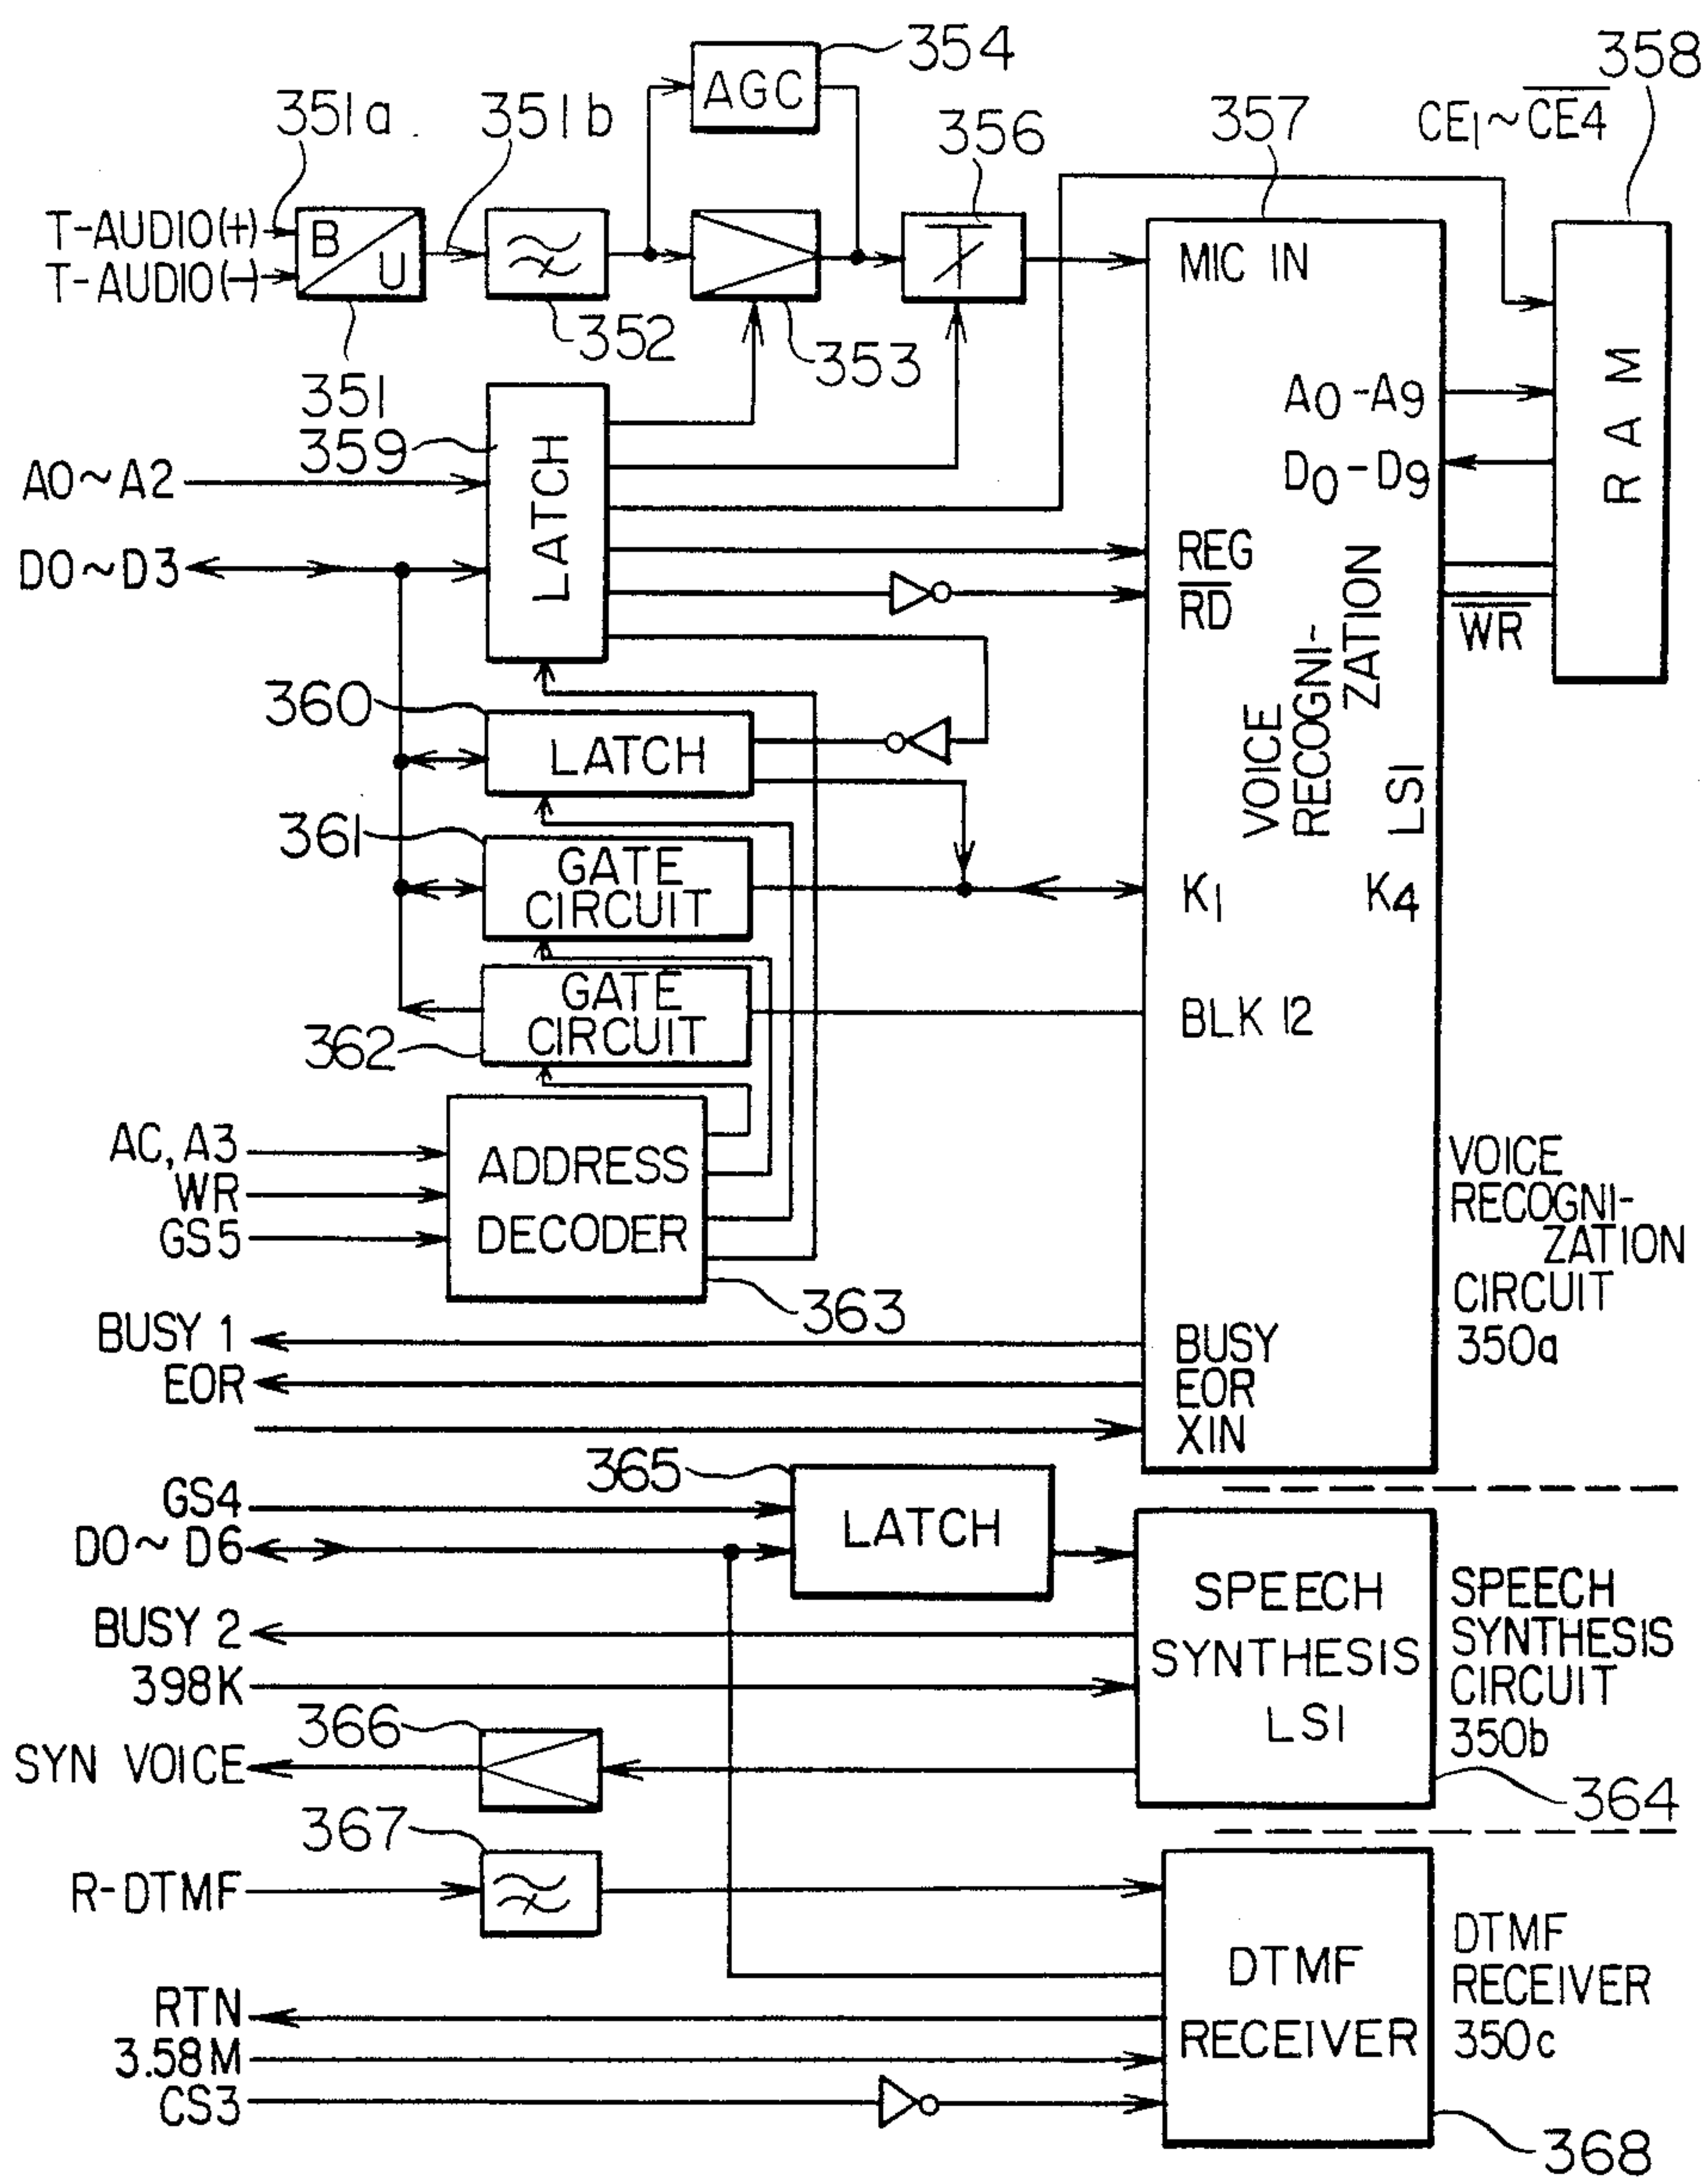 354
AGC
358
351a
351b
356
357
CE1~CE4
T-AUDIO(+)
T-AUDIO(-)
B
U
MIC IN
352
353
351
359
LATCH
A0~A2
D0~D3
A0-A9
D0-D9
RAM
REG
RD
WR
VOICE
RECOGNI-
ZATION
LSI
360
LATCH
361
GATE
CIRCUIT
K1
K4
GATE
CIRCUIT
362
BLK 12
AC, A3
WR
GS5
ADDRESS
DECODER
363
VOICE
RECOGNI-
ZATION
CIRCUIT
350a
BUSY 1
BUSY
EOR
EOR
XIN
365
GS4
D0~D6
LATCH
BUSY 2
398K
SPEECH
SYNTHESIS
LSI
SPEECH
SYNTHESIS
CIRCUIT
350b
366
SYN VOICE
364
367
R-DTMF
DTMF
RECEIVER
DTMF
RECEIVER
350c
RTN
3.58M
CS3
368